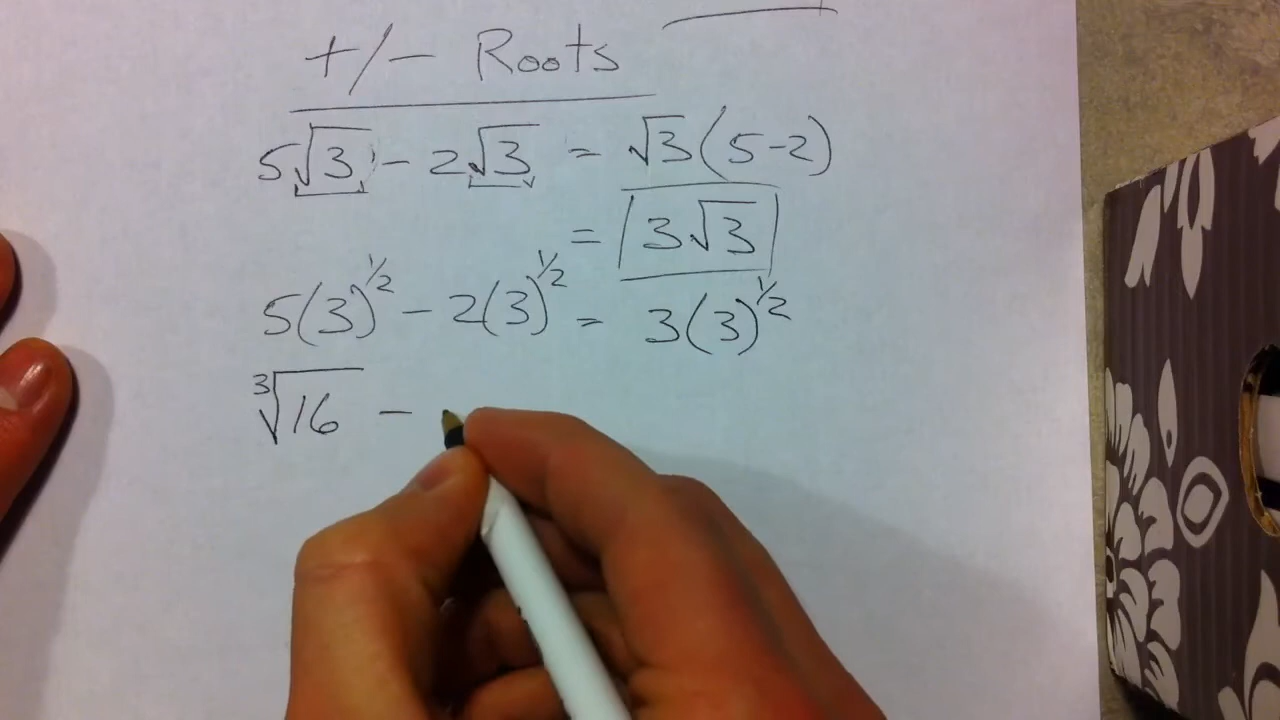 +/- Roots
5√3 - 2√3 = √3(5-2)
= 3√3
5(3)^1/2 - 2(3)^1/2 = 3(3)^1/2
³√16 -